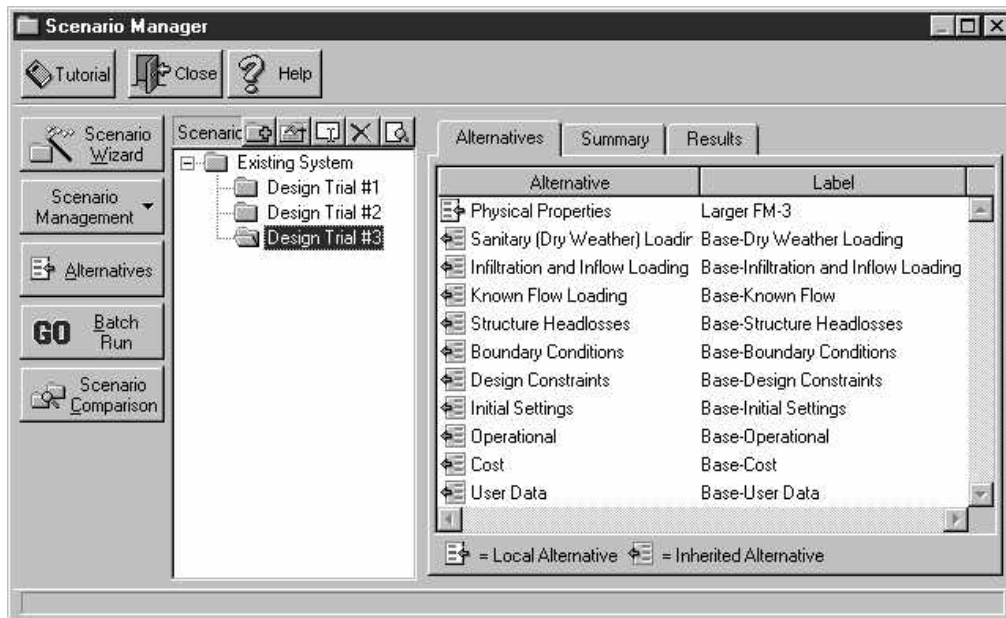 Scenario Manager
Tutorial
Close
Help
Scenario
Wizard
Scenario
Management
Alternatives
GO
Batch
Run
Scenario
Comparison
Scenaric
Existing System
Design Trial #1
Design Trial #2
Design Trial #3
Alternatives Summary Results
Alternative Label
Physical Properties Larger FM-3
Sanitary (Dry Weather) Loadir Base-Dry Weather Loading
Infiltration and Inflow Loading Base-Infiltration and Inflow Loading
Known Flow Loading Base-Known Flow
Structure Headlosses Base-Structure Headlosses
Boundary Conditions Base-Boundary Conditions
Design Constraints Base-Design Constraints
Initial Settings Base-Initial Settings
Operational Base-Operational
Cost Base-Cost
User Data Base-User Data
= Local Alternative = Inherited Alternative